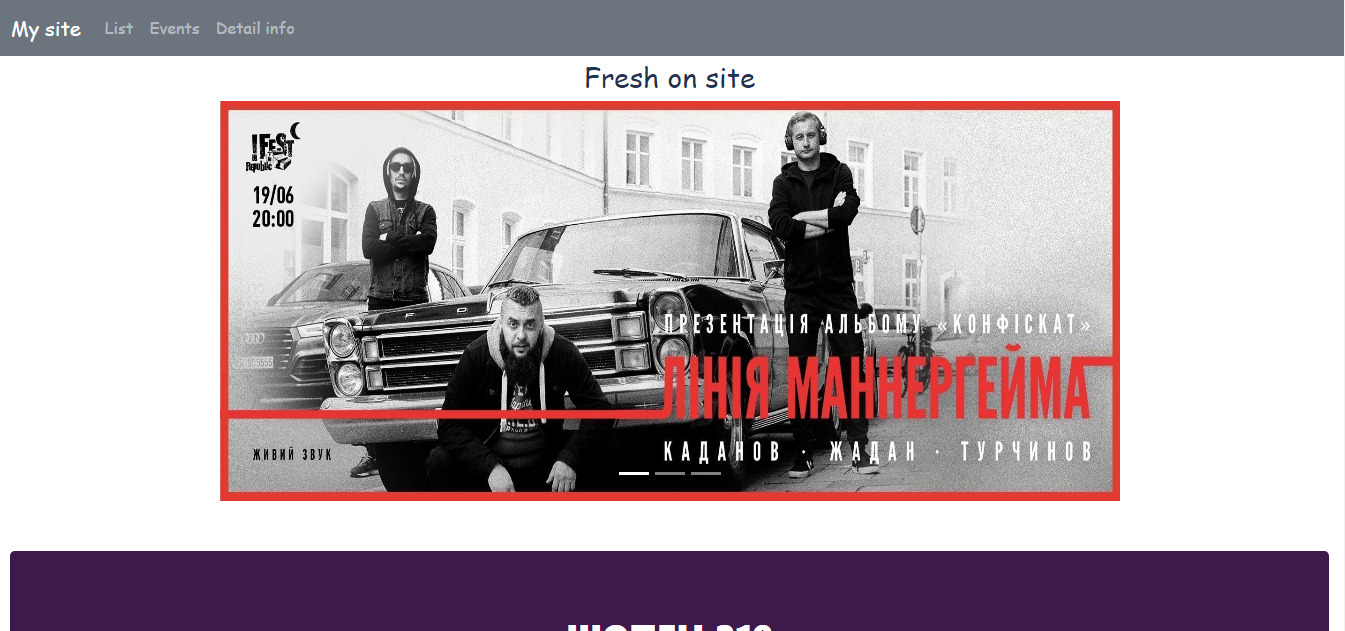 My site
List
Events
Detail info
Fresh on site
!FEST
Republic
19/06
20:00
FORD
ПРЕЗЕНТАЦІЯ АЛЬБОМУ «КОНФІСКАТ»
ЛІНІЯ МАННЕРГЕЙМА
КАДАНОВ · ЖАДАН · ТУРЧИНОВ
ЖИВИЙ ЗВУК